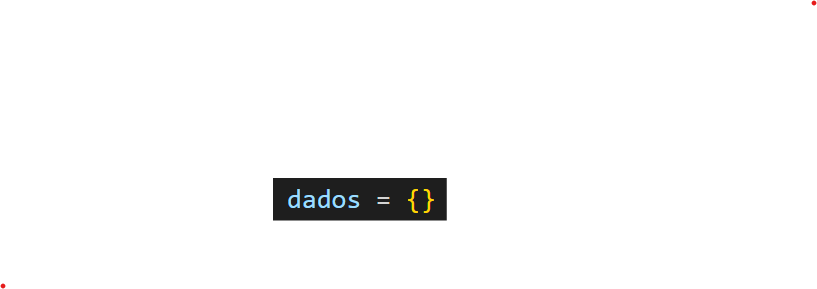 dados = {}